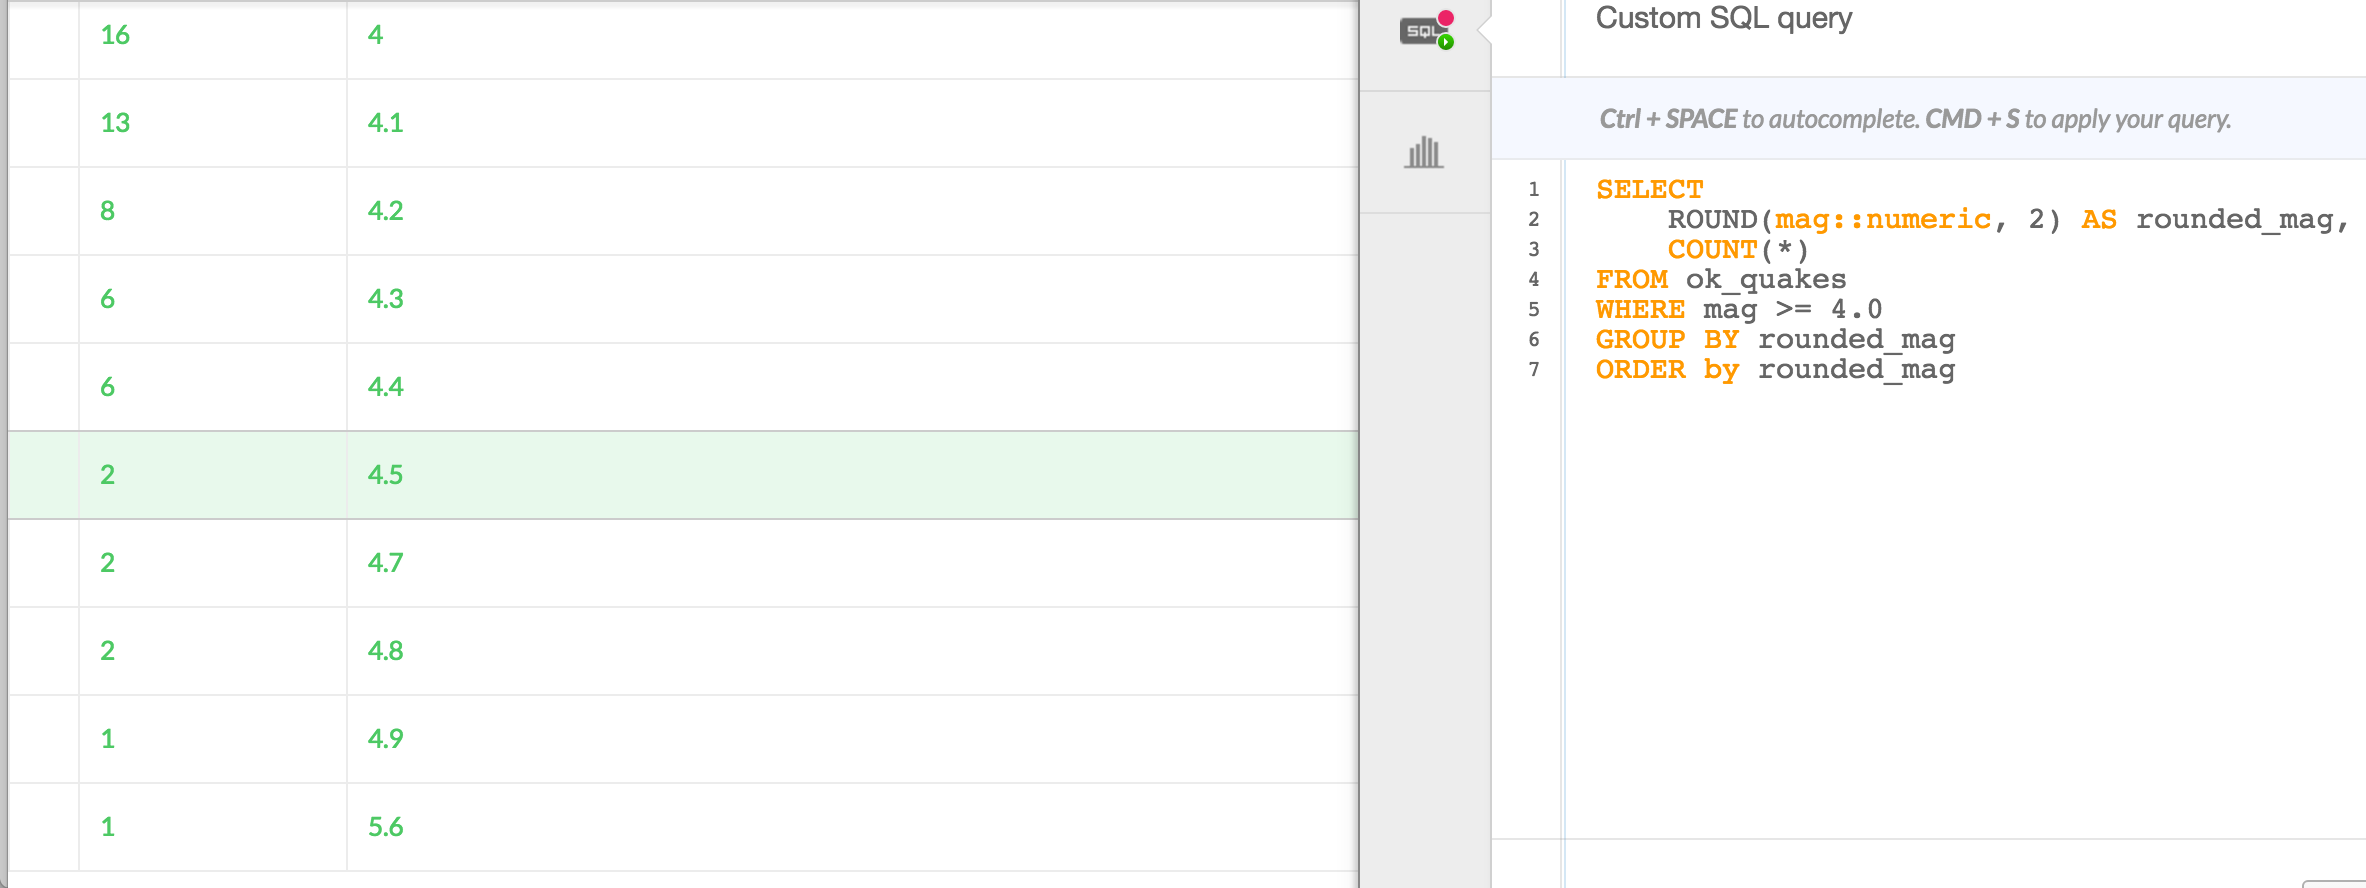 16 4
13 4.1
8 4.2
6 4.3
6 4.4
2 4.5
2 4.7
2 4.8
1 4.9
1 5.6
SQL
Custom SQL query
Ctrl + SPACE to autocomplete. CMD + S to apply your query.
1 SELECT
2 ROUND(mag::numeric, 2) AS rounded_mag,
3 COUNT(*)
4 FROM ok_quakes
5 WHERE mag >= 4.0
6 GROUP BY rounded_mag
7 ORDER by rounded_mag